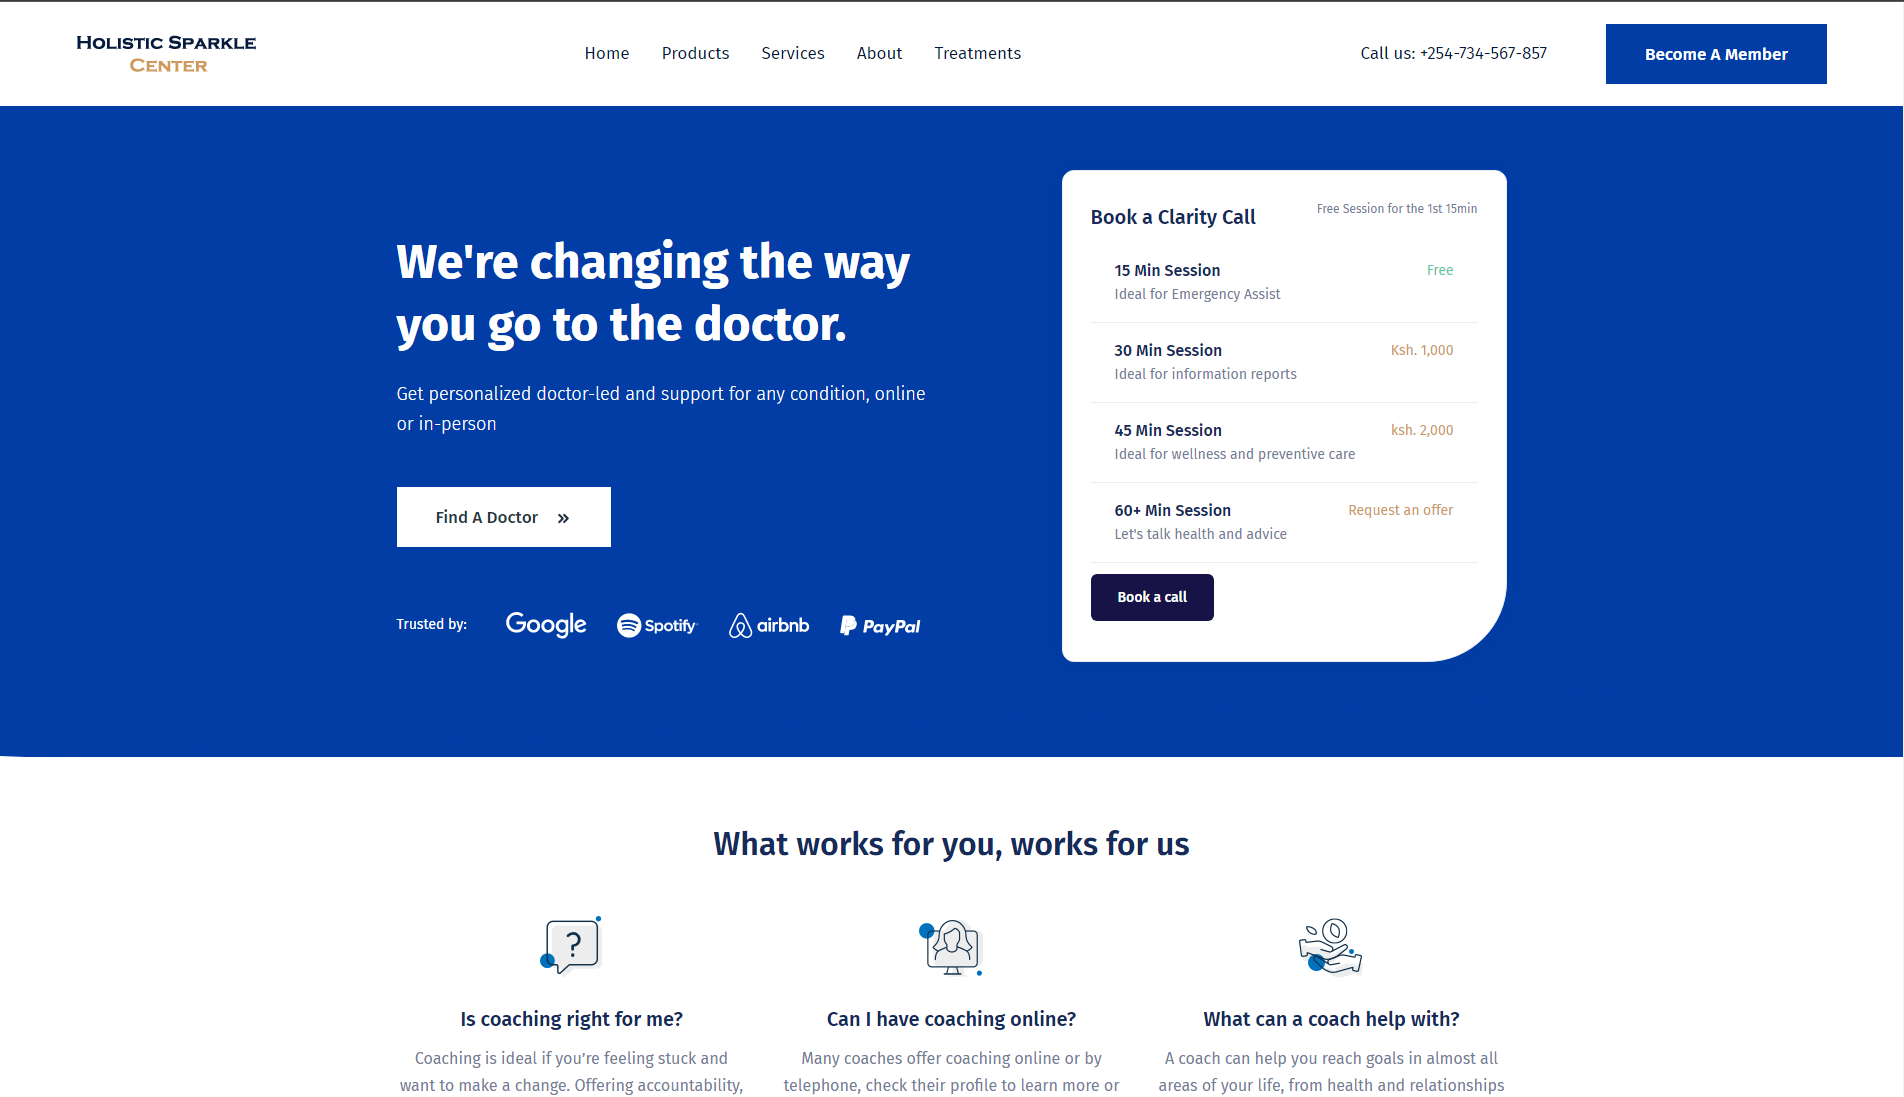 HOLISTIC SPARKLE
CENTER
Home Products Services About Treatments
Call us: +254-734-567-857
Become A Member
We're changing the way
you go to the doctor.
Get personalized doctor-led and support for any condition, online
or in-person
Find A Doctor »
Trusted by: Google Spotify airbnb PayPal
Book a Clarity Call
Free Session for the 1st 15min
15 Min Session Free
Ideal for Emergency Assist
30 Min Session Ksh. 1,000
Ideal for information reports
45 Min Session ksh. 2,000
Ideal for wellness and preventive care
60+ Min Session Request an offer
Let's talk health and advice
Book a call
What works for you, works for us
?
Is coaching right for me?
Coaching is ideal if you’re feeling stuck and
want to make a change. Offering accountability,
Can I have coaching online?
Many coaches offer coaching online or by
telephone, check their profile to learn more or
What can a coach help with?
A coach can help you reach goals in almost all
areas of your life, from health and relationships